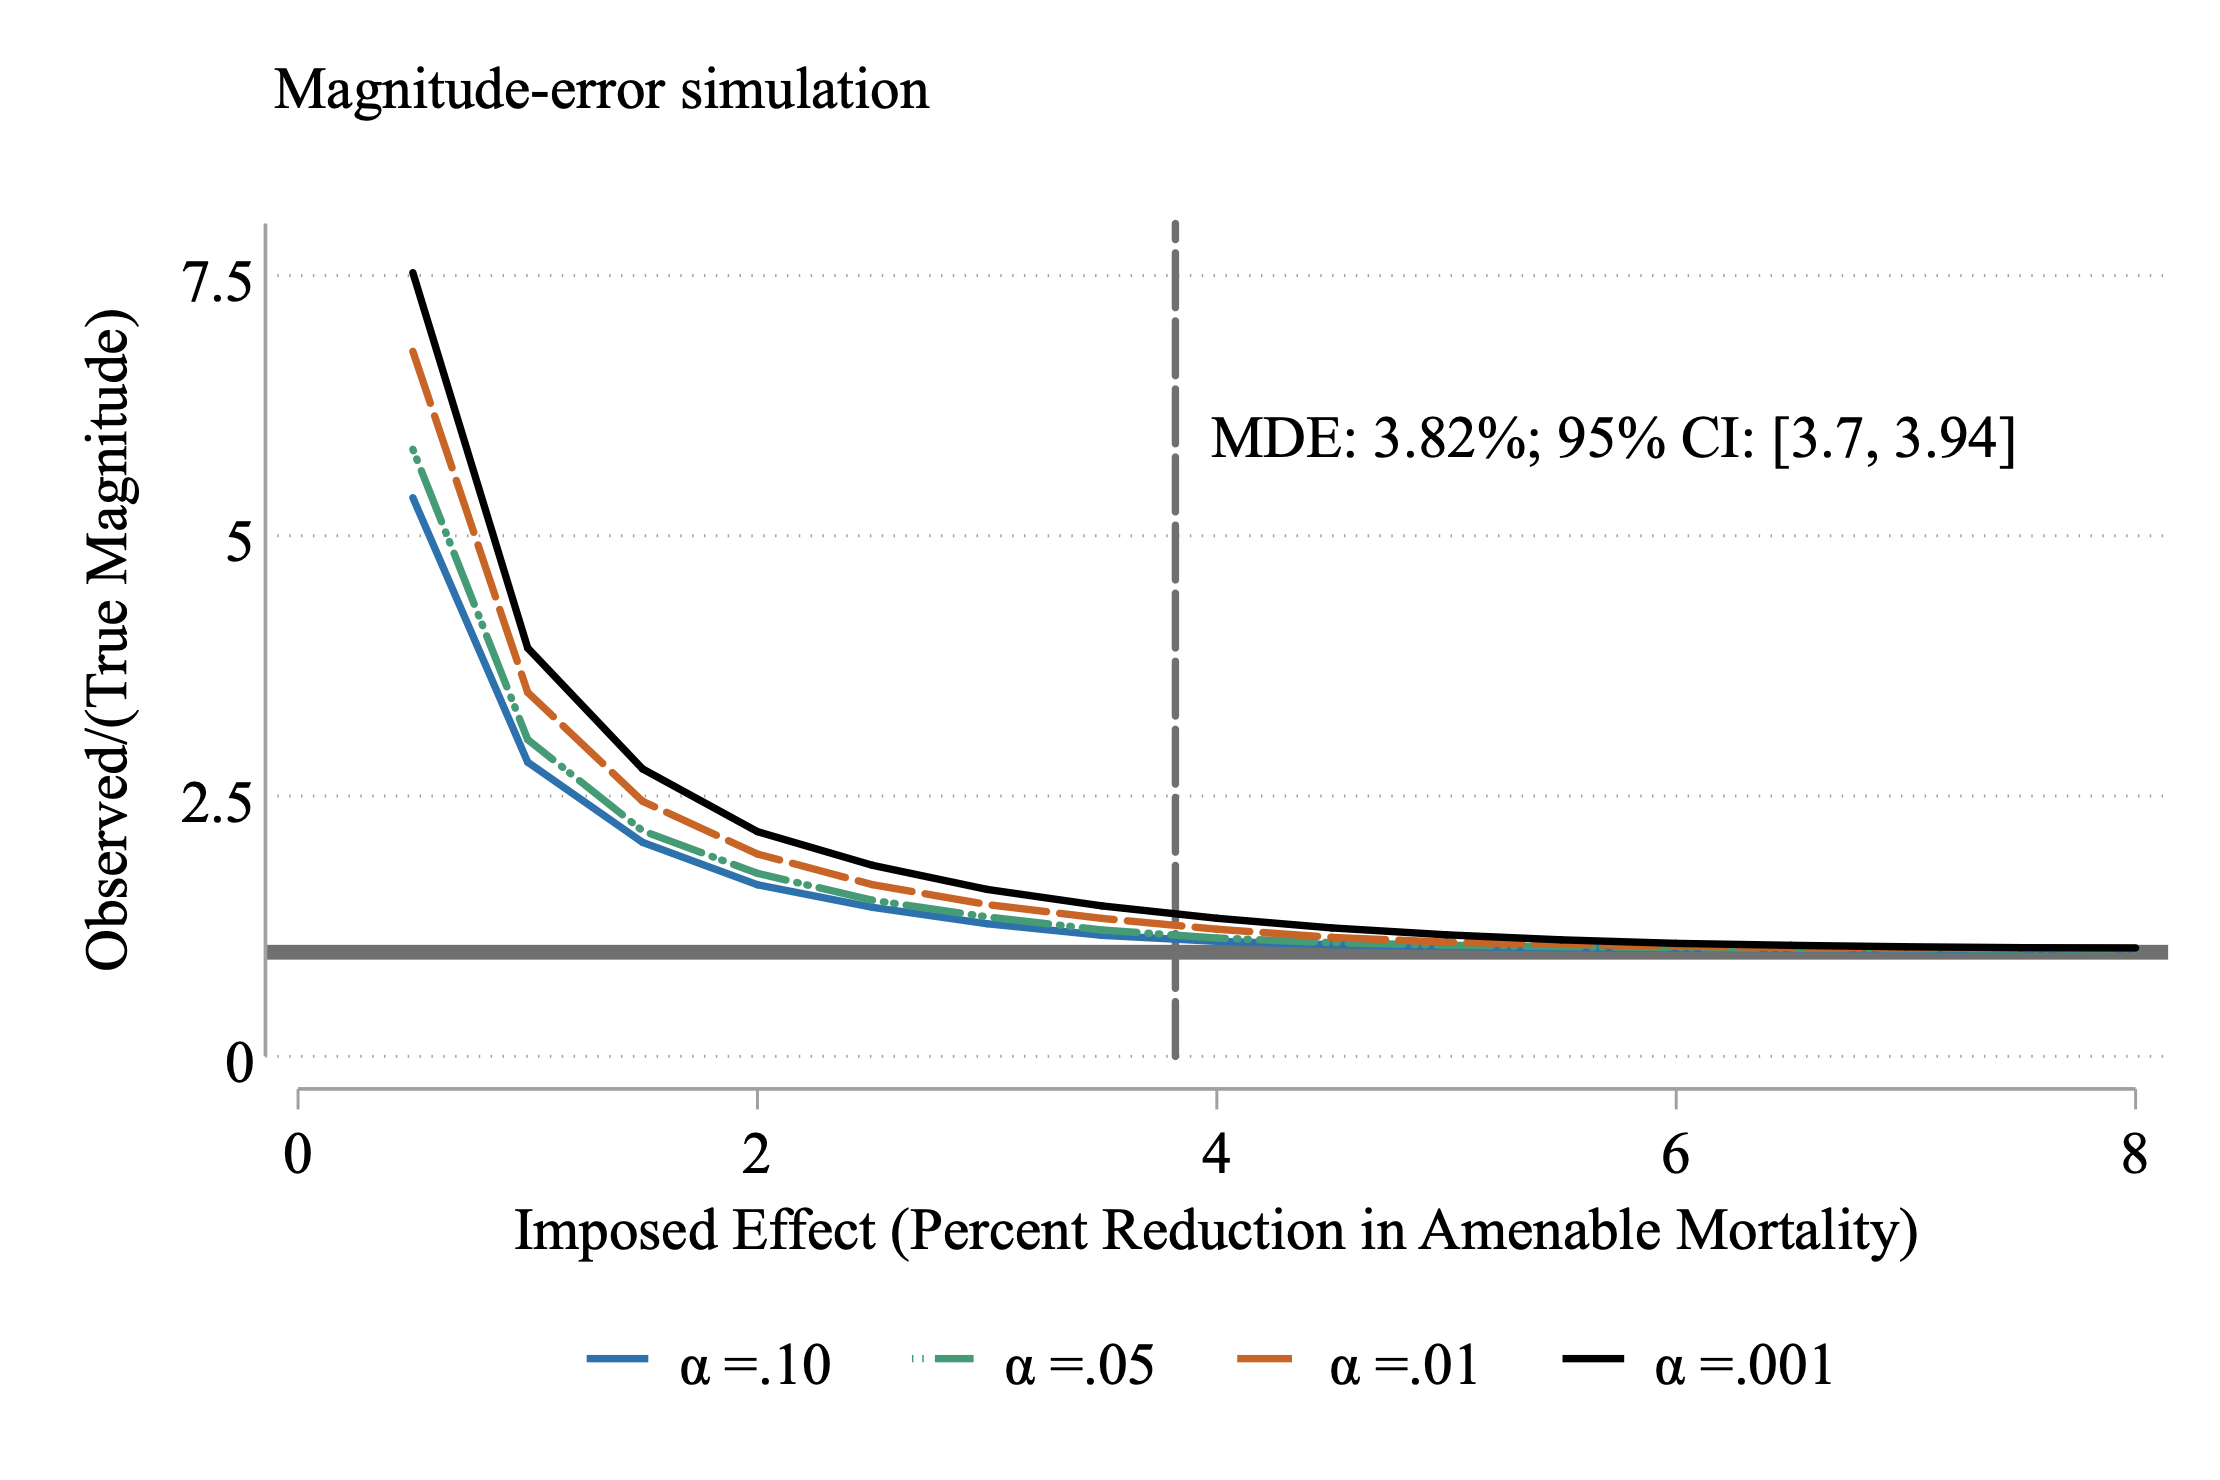 Magnitude-error simulation
Observed/(True Magnitude)
7.5
5
2.5
0
MDE: 3.82%; 95% CI: [3.7, 3.94]
0 2 4 6 8
Imposed Effect (Percent Reduction in Amenable Mortality)
α =.10 α =.05 α =.01 α =.001